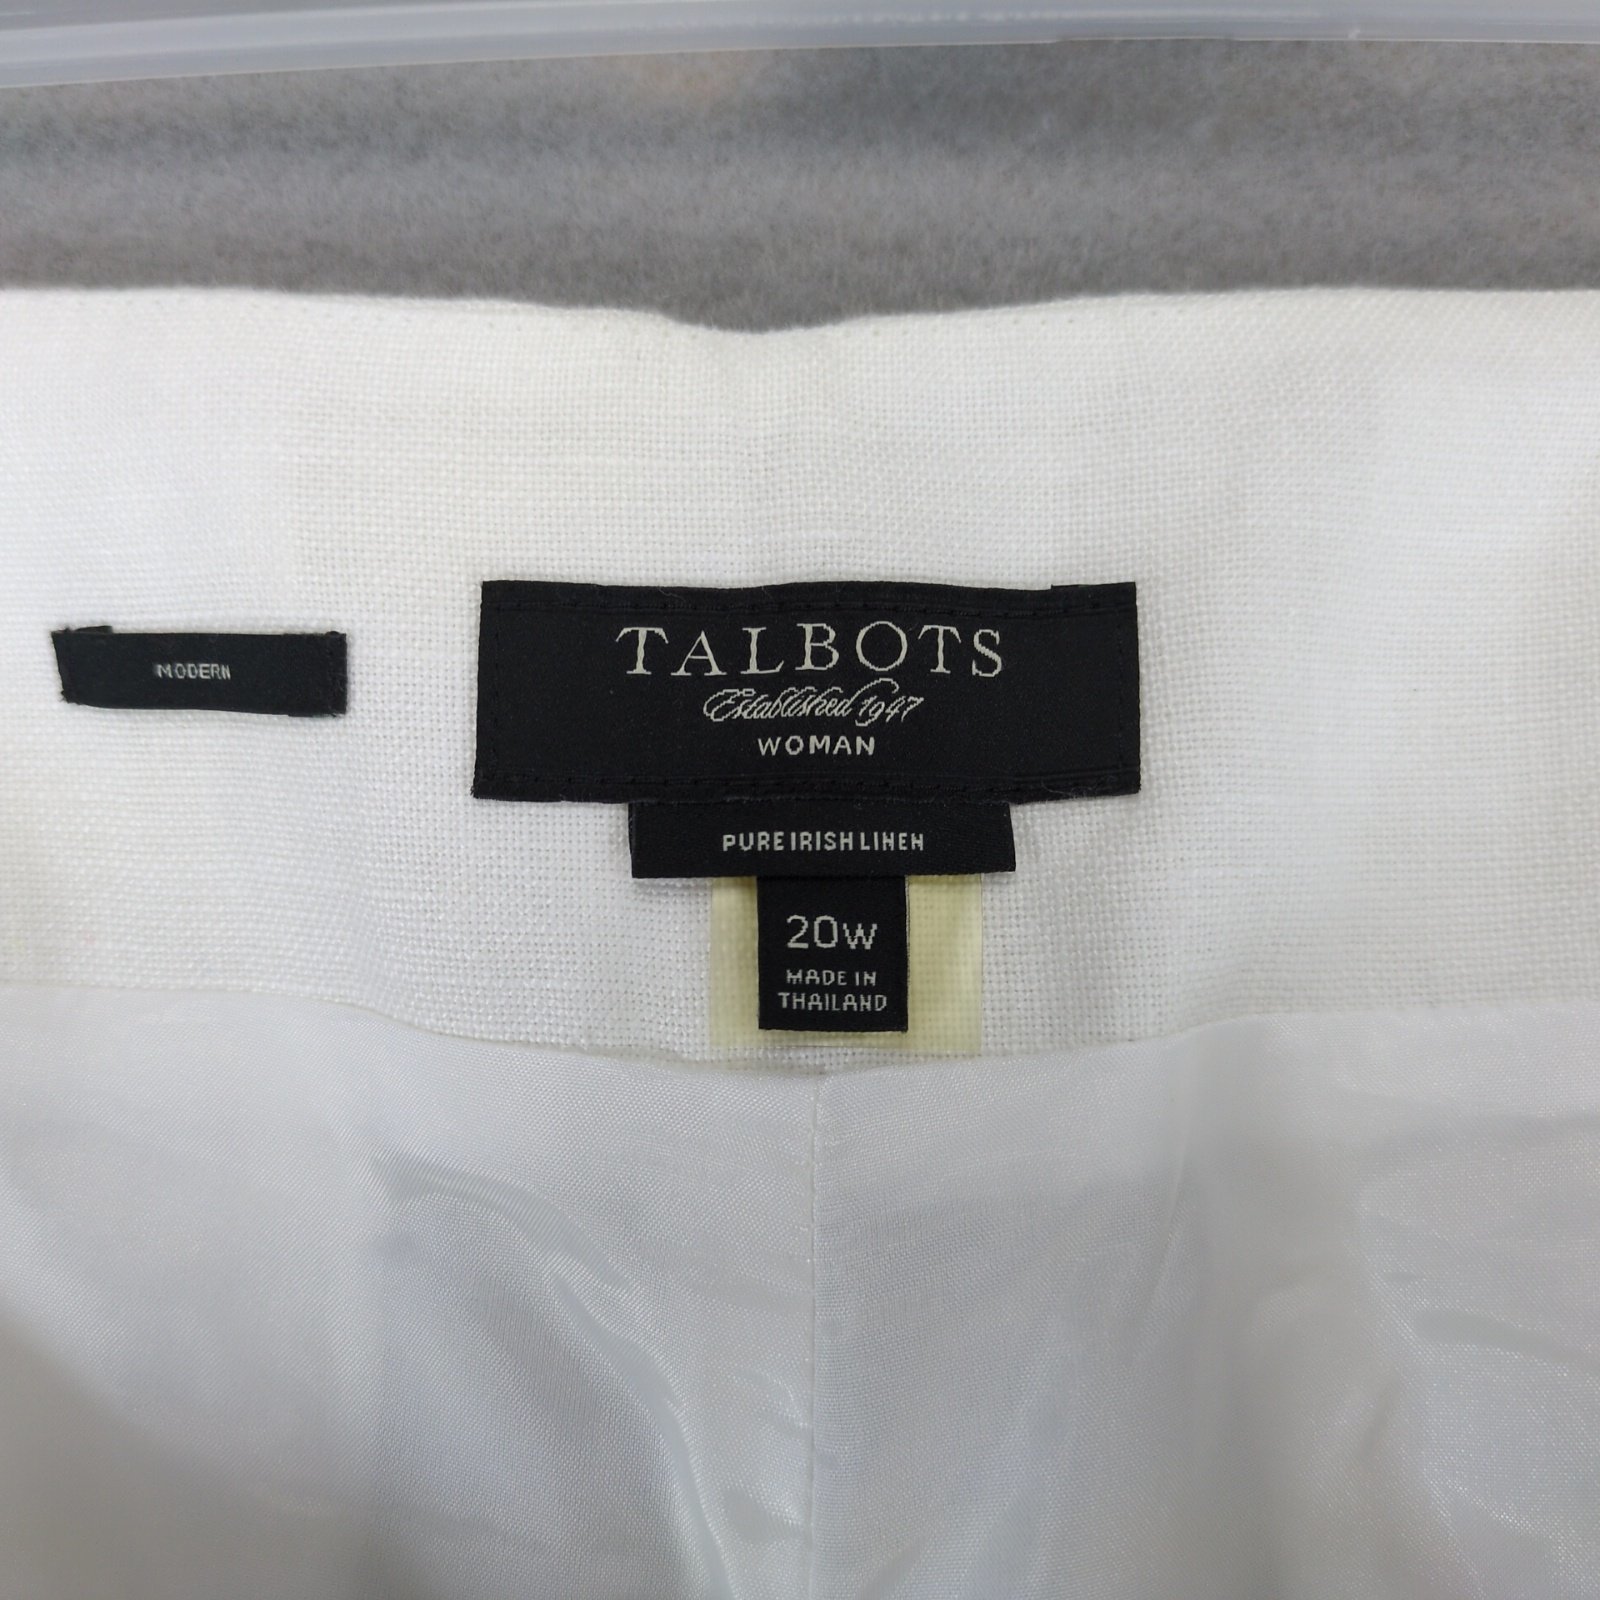 MODERN
TALBOTS
Established 1947
WOMAN
PURE IRISH LINEN
20W
MADE IN
THAILAND